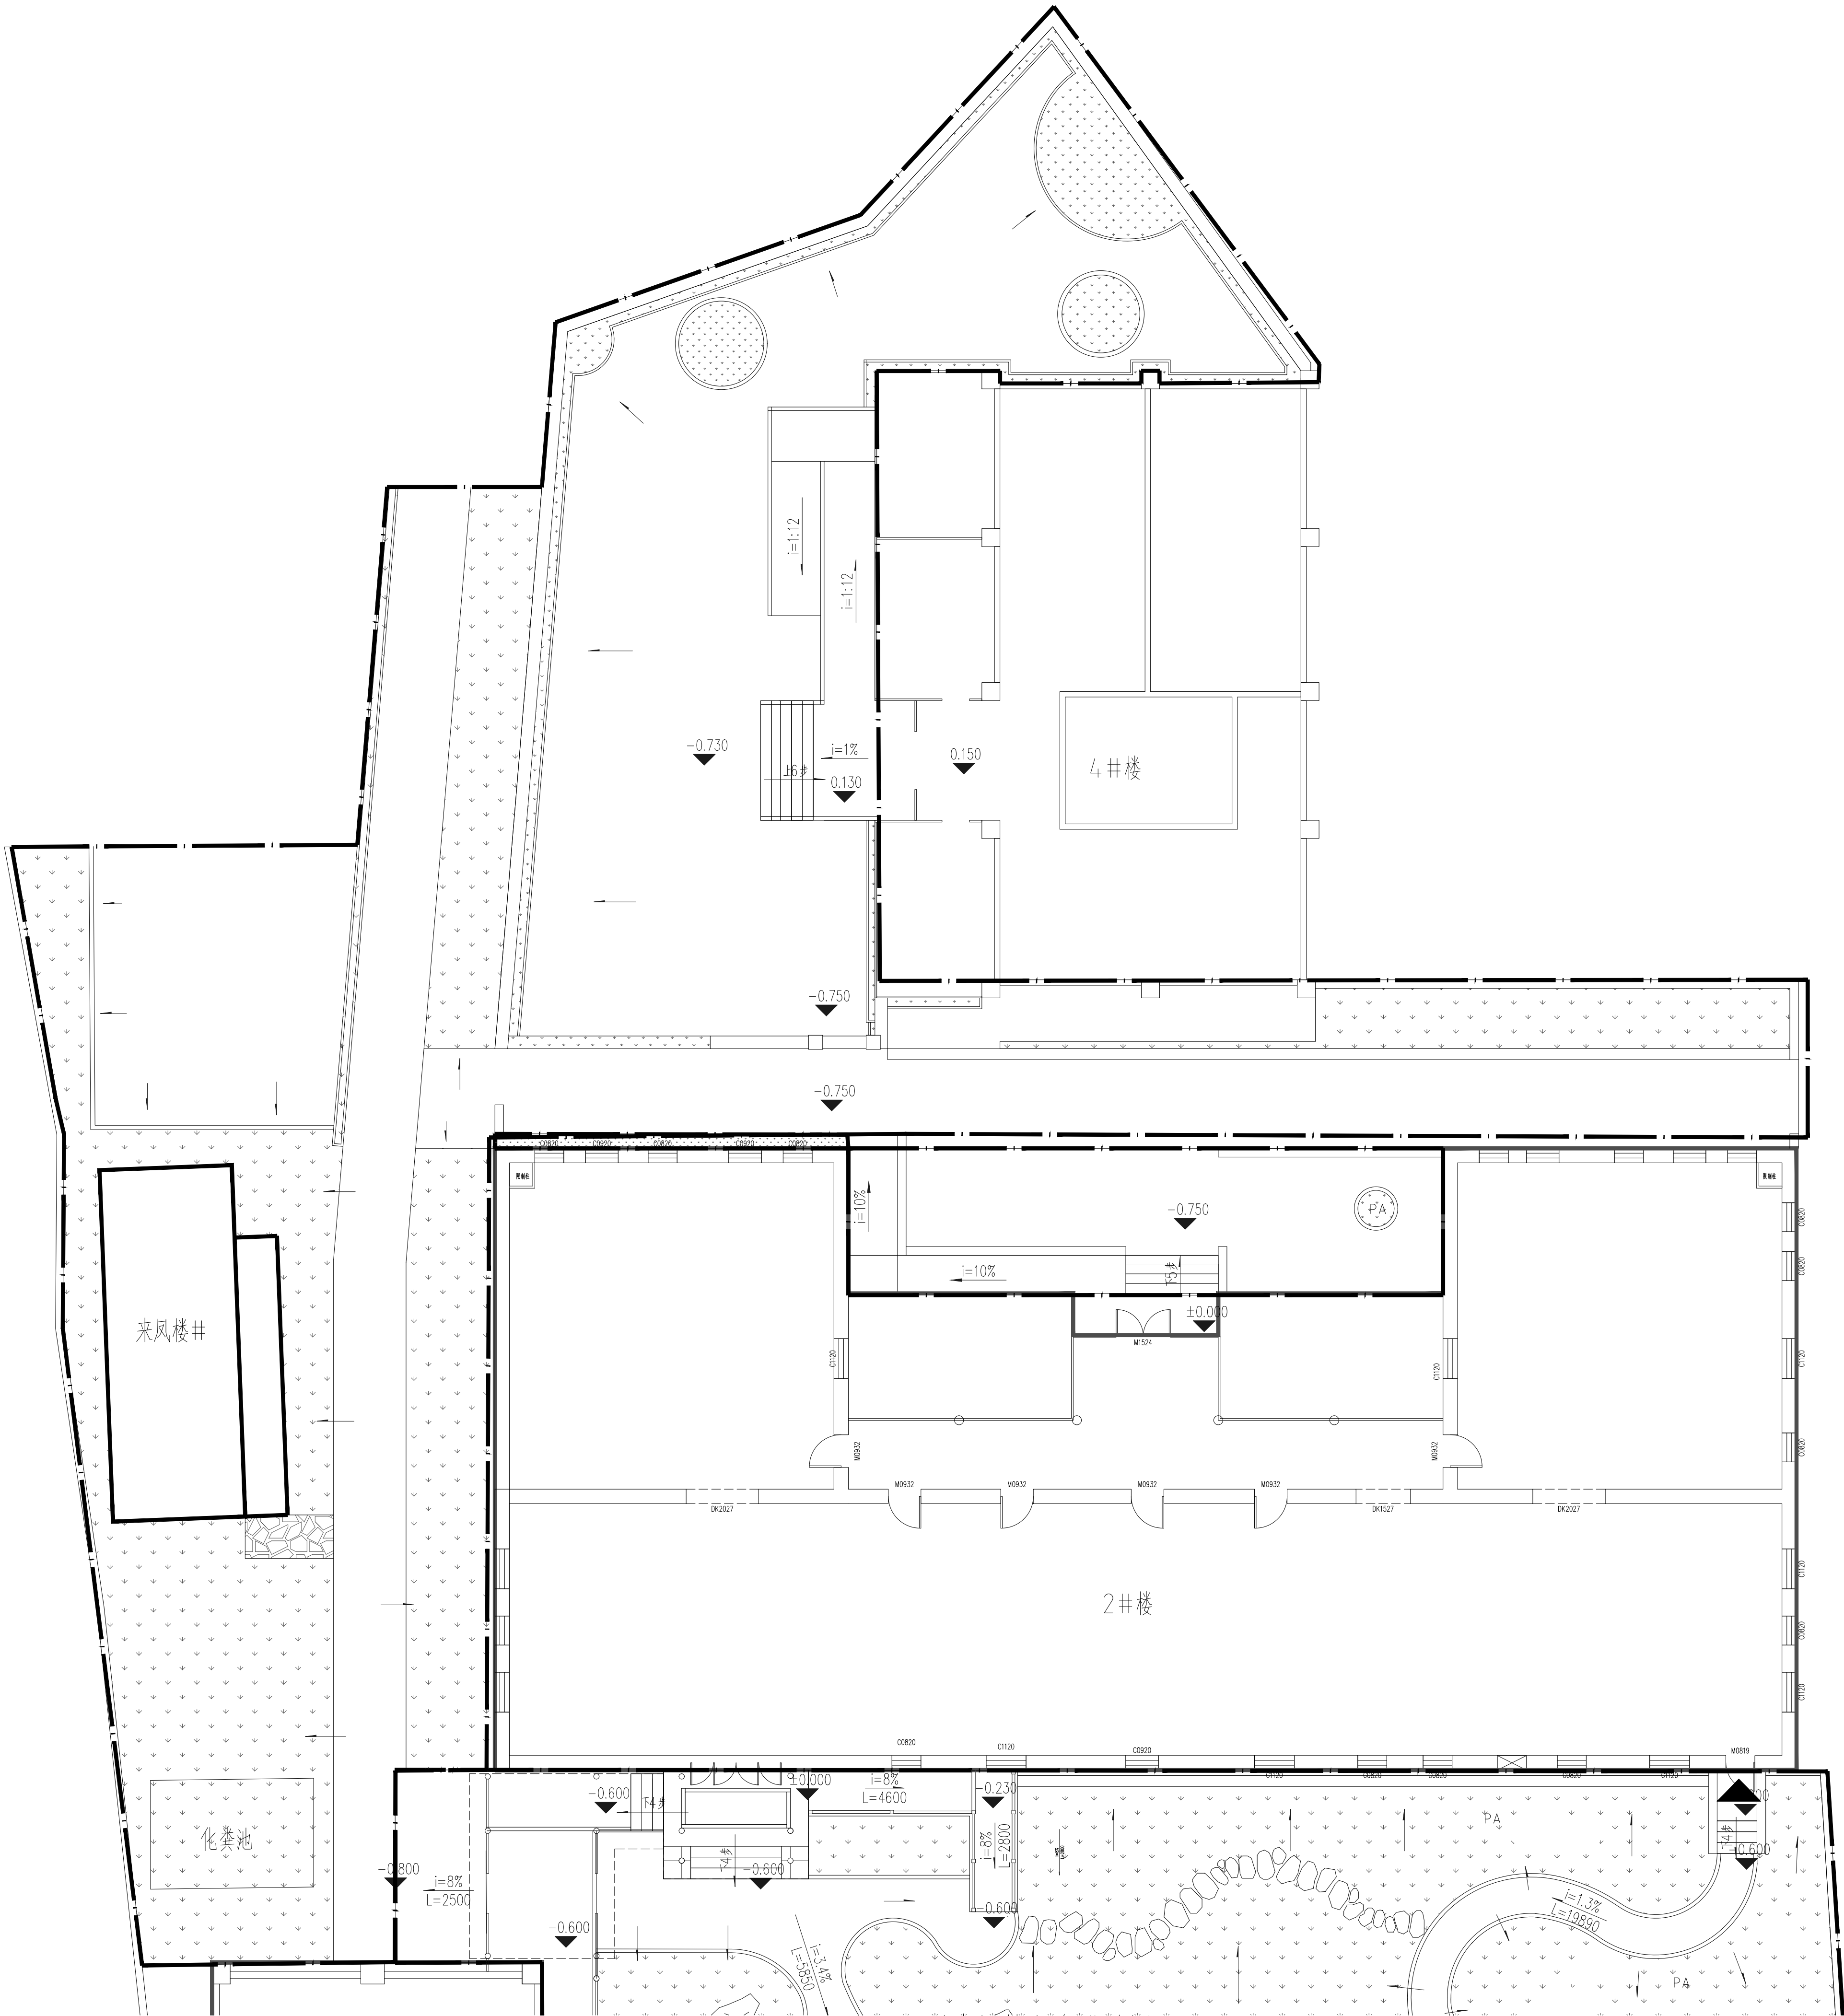 i=1:12
i=1:12
-0.730
i=1%
上6步
0.130
0.150
4#楼
-0.750
-0.750
C0820
C0920
C0820
C0920
C0820
i=10%
-0.750
PA
C0820
i=10%
下5步
C0820
±0.000
来凤楼#
M1524
C1120
C1120
C1120
M0932
M0932
C0820
M0932
M0932
M0932
M0932
DK2027
DK1527
DK2027
C1120
2#楼
C0820
C1120
C0820
C1120
C0920
M0819
C1120
C0820
C0820
C0820
C1120
±0.000
i=8%
L=4600
-0.230
-0.600
下4步
PA
化粪池
下4步
i=8%
L=2800
下4步
-0.600
-0.600
-0.800
i=8%
L=2500
-0.600
-0.600
i=1.3%
L=19890
i=3.4%
L=5850
PA